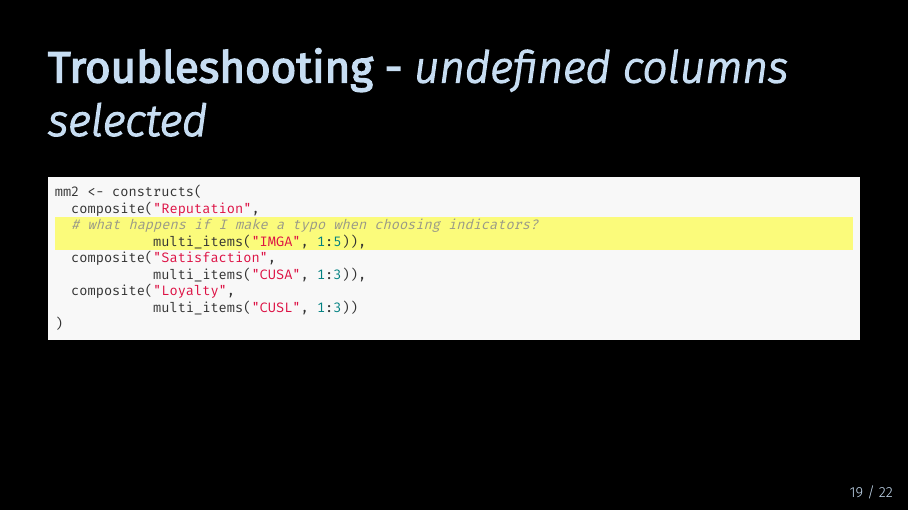 Troubleshooting - undefined columns
selected
mm2 <- constructs(
  composite("Reputation",
  # what happens if I make a typo when choosing indicators?
            multi_items("IMGA", 1:5)),
  composite("Satisfaction",
            multi_items("CUSA", 1:3)),
  composite("Loyalty",
            multi_items("CUSL", 1:3))
)
19 / 22